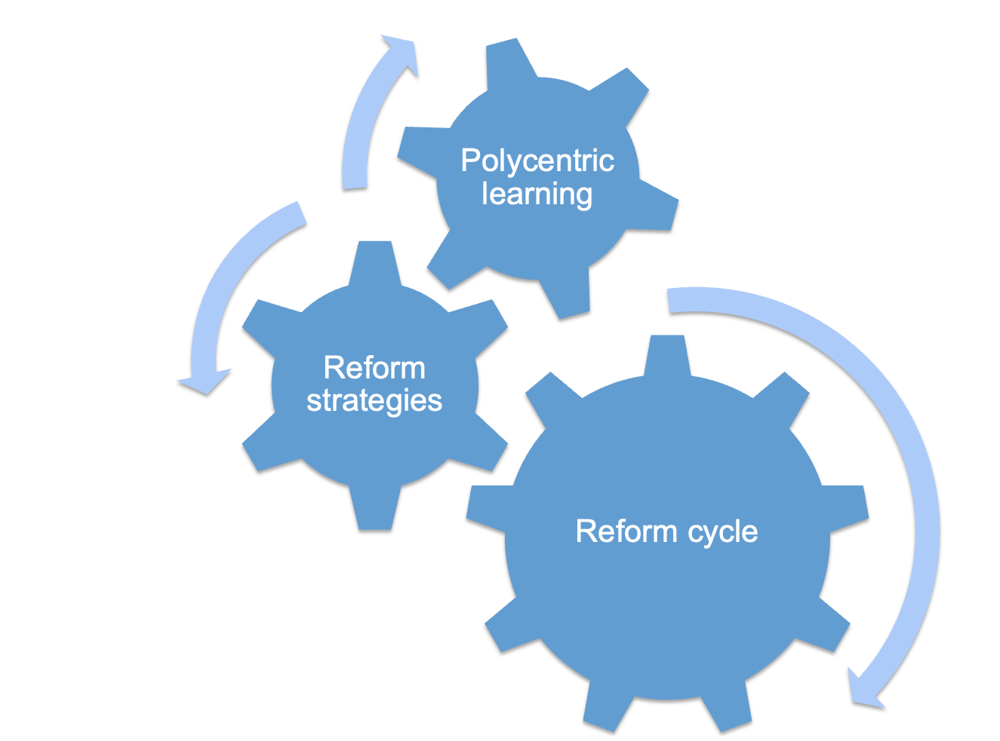 Polycentric
learning
Reform
strategies
Reform cycle